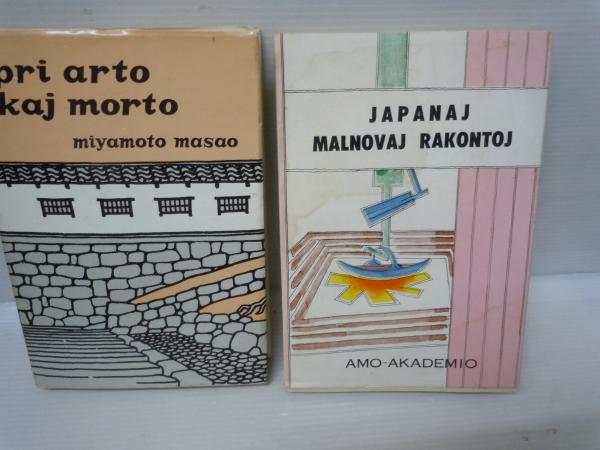 pri arto
kaj morto
miyamoto masao
JAPANAJ
MALNOVAJ RAKONTOJ
AMO-AKADEMIO